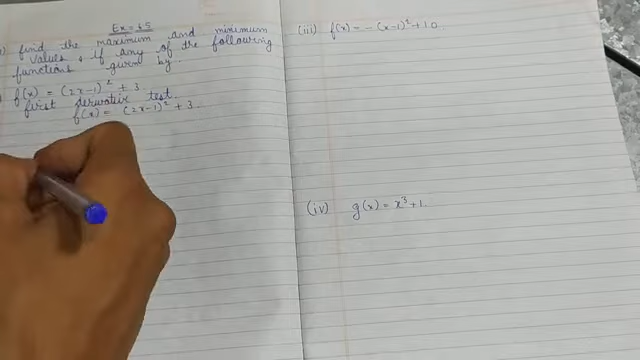 Ex = 6.5
) find the maximum and minimum
values, if any of the following
functions given by.
f(x) = (2x-1)² + 3
first derivative test.
f(x) = (2x-1)² + 3.
(iii) f(x) = -(x-1)² + 10
(iv) g(x) = x³ + 1.